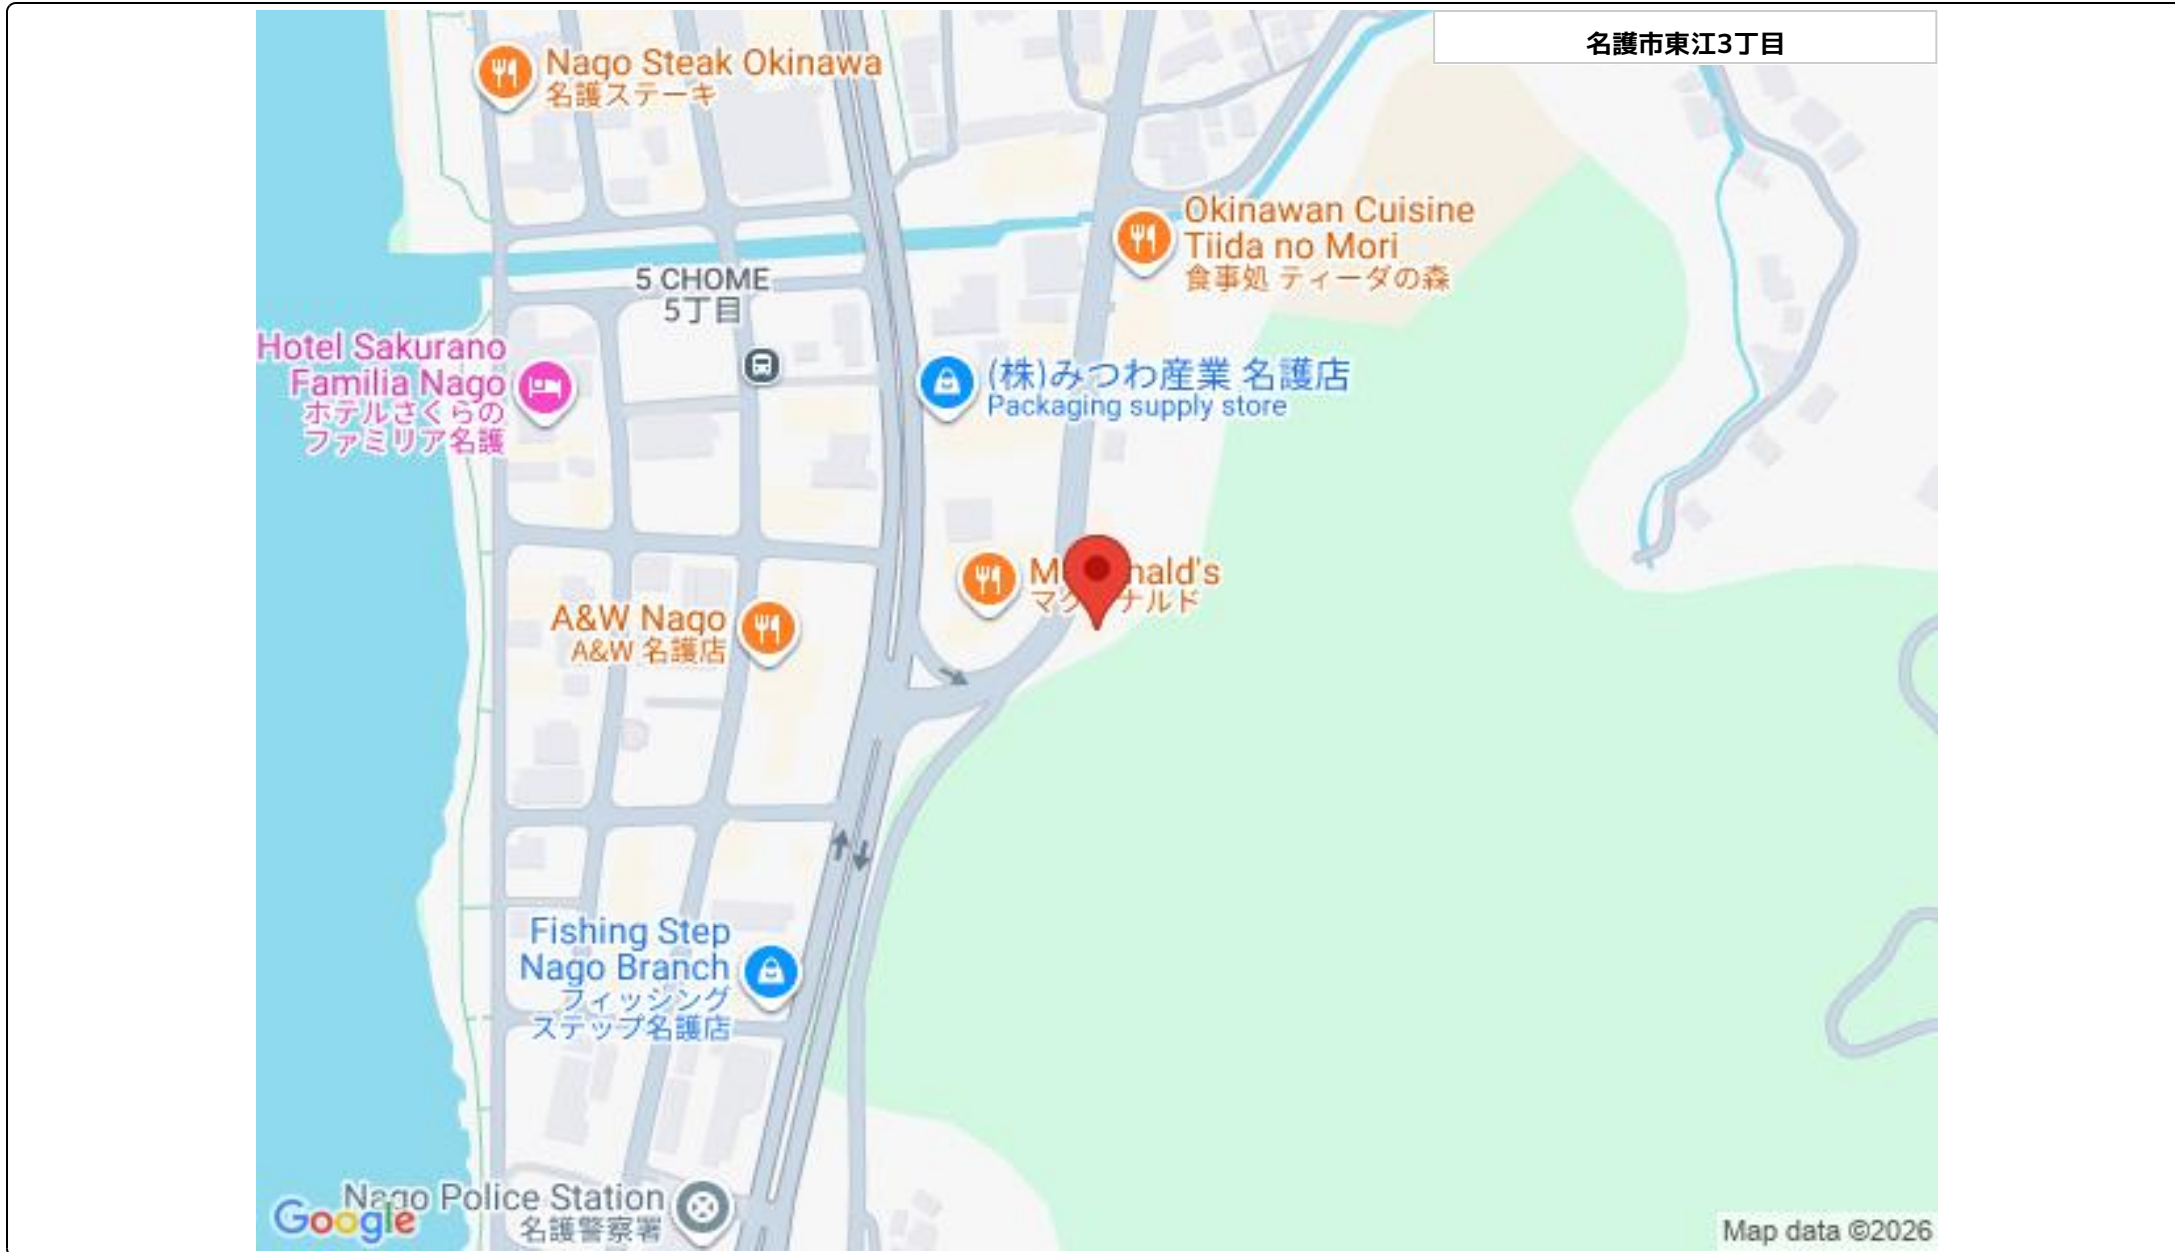 名護市東江3丁目
Nago Steak Okinawa
名護ステーキ
Okinawan Cuisine
Tiida no Mori
食事処 ティーダの森
5 CHOME
5丁目
Hotel Sakurano
Familia Nago
ホテルさくらの
ファミリア名護
(株)みつわ産業 名護店
Packaging supply store
A&W Nago
A&W 名護店
Fishing Step
Nago Branch
フィッシング
ステップ名護店
Nago Police Station
名護警察署
Google
Map data ©2026